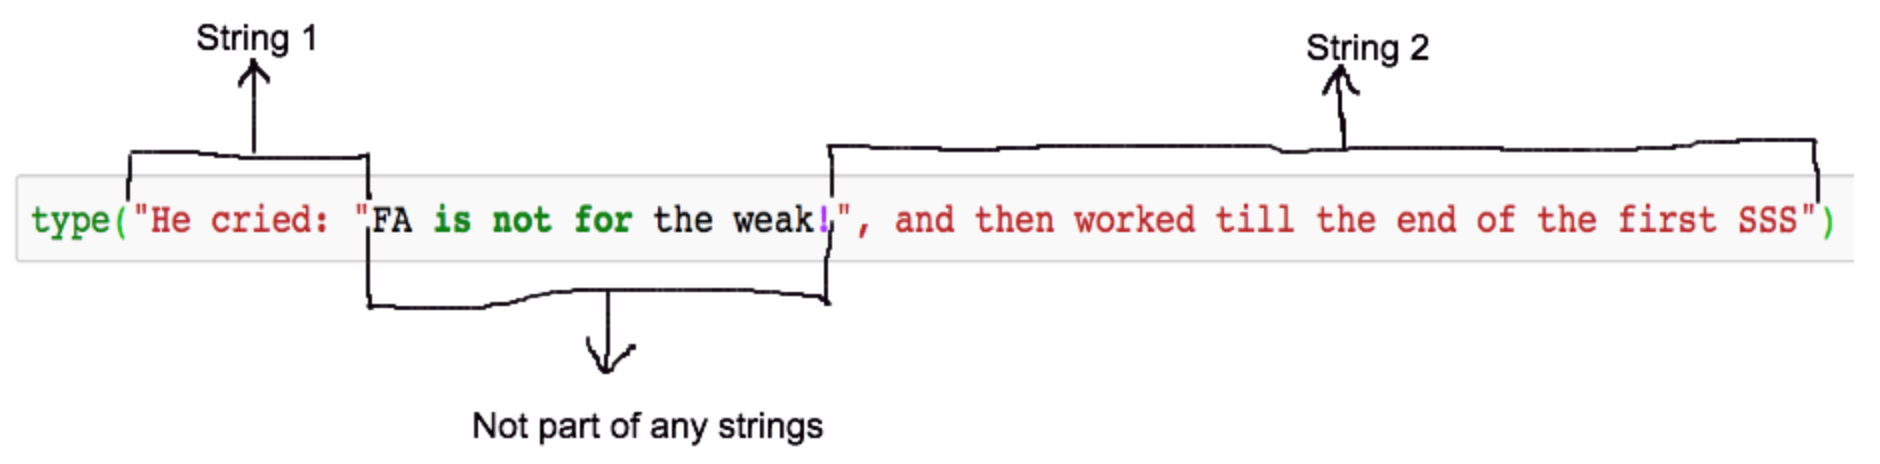 String 1
String 2
type("He cried: "FA is not for the weak!", and then worked till the end of the first SSS")
Not part of any strings